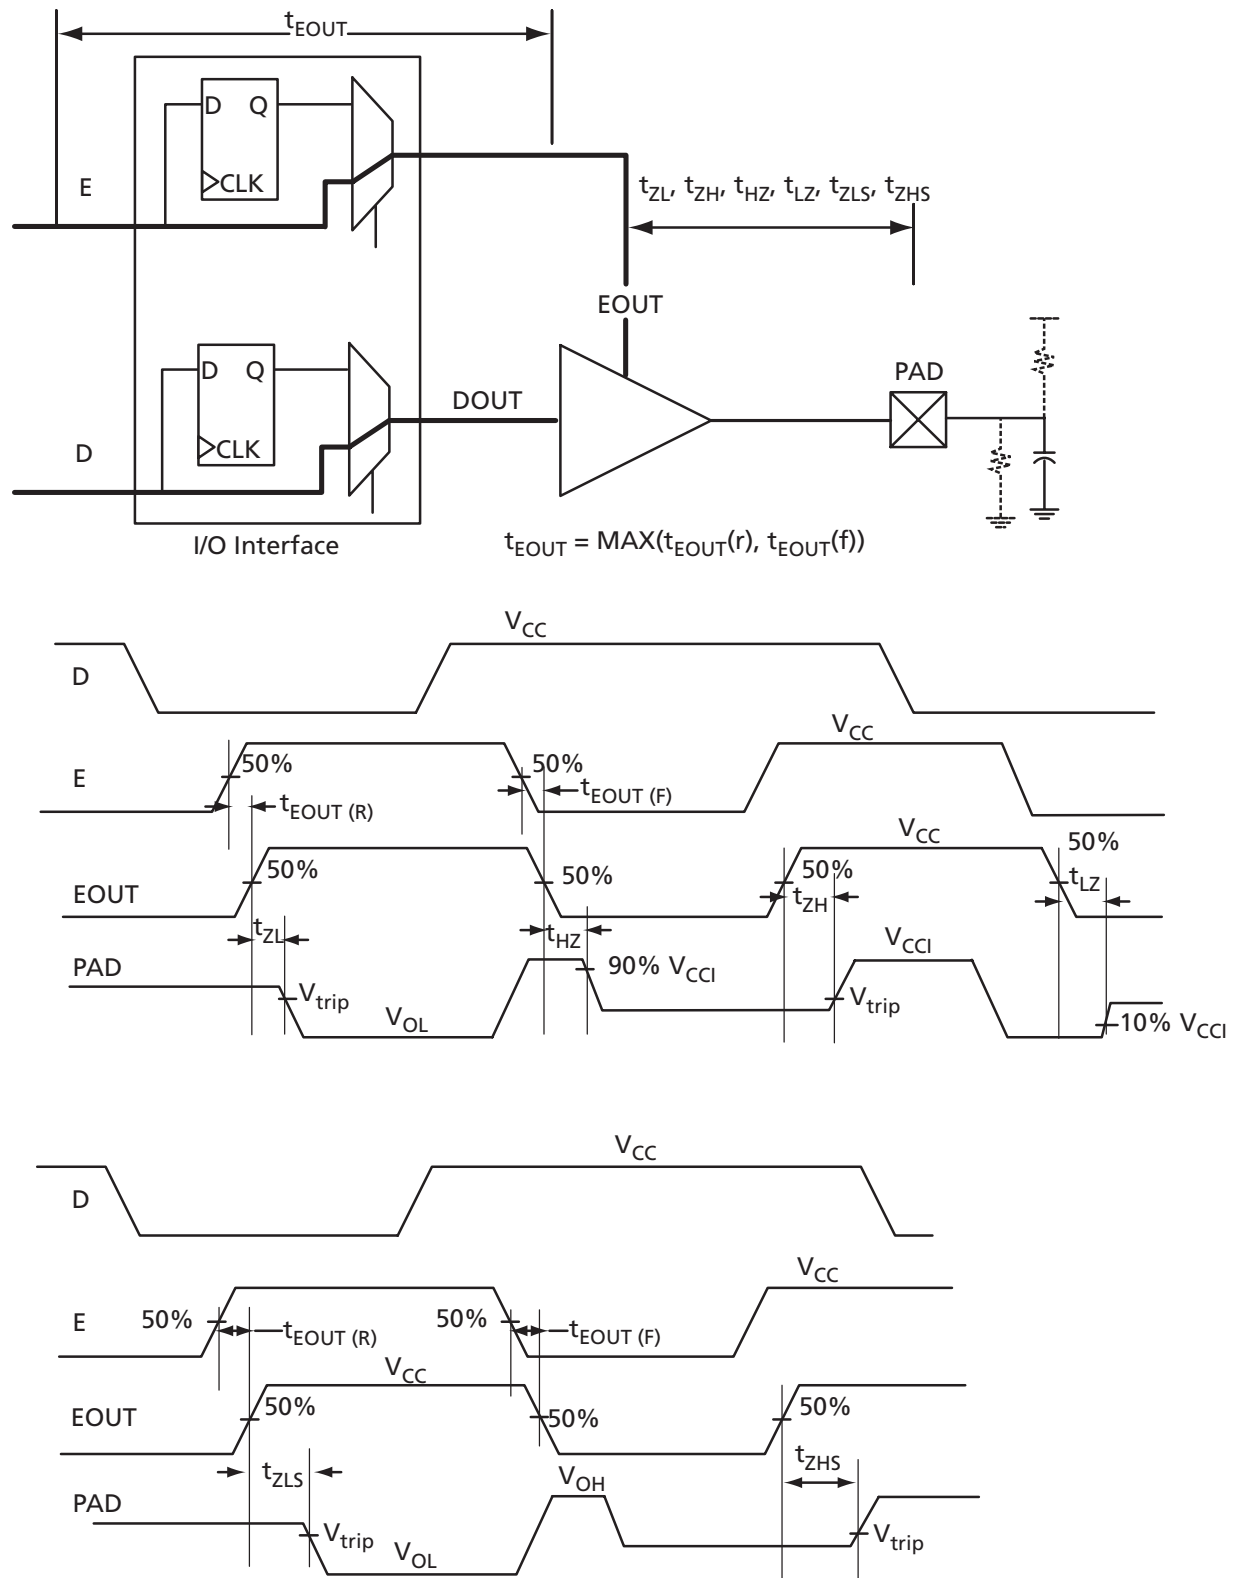 tEOUT
D Q
CLK
E
tZL, tZH, tHZ, tLZ, tZLS, tZHS
EOUT
D Q
CLK
D
DOUT
PAD
I/O Interface
tEOUT = MAX(tEOUT(r), tEOUT(f))
VCC
D
VCC
E
50%
50%
tEOUT (R)
tEOUT (F)
VCC
50%
EOUT
50%
50%
50%
tZL
tHZ
tZH
tLZ
PAD
VCCI
90% VCCI
Vtrip
Vtrip
VOL
10% VCCI
VCC
D
VCC
E
50%
tEOUT (R)
50%
tEOUT (F)
VCC
EOUT
50%
50%
50%
tZLS
tZHS
PAD
VOH
Vtrip
Vtrip
VOL